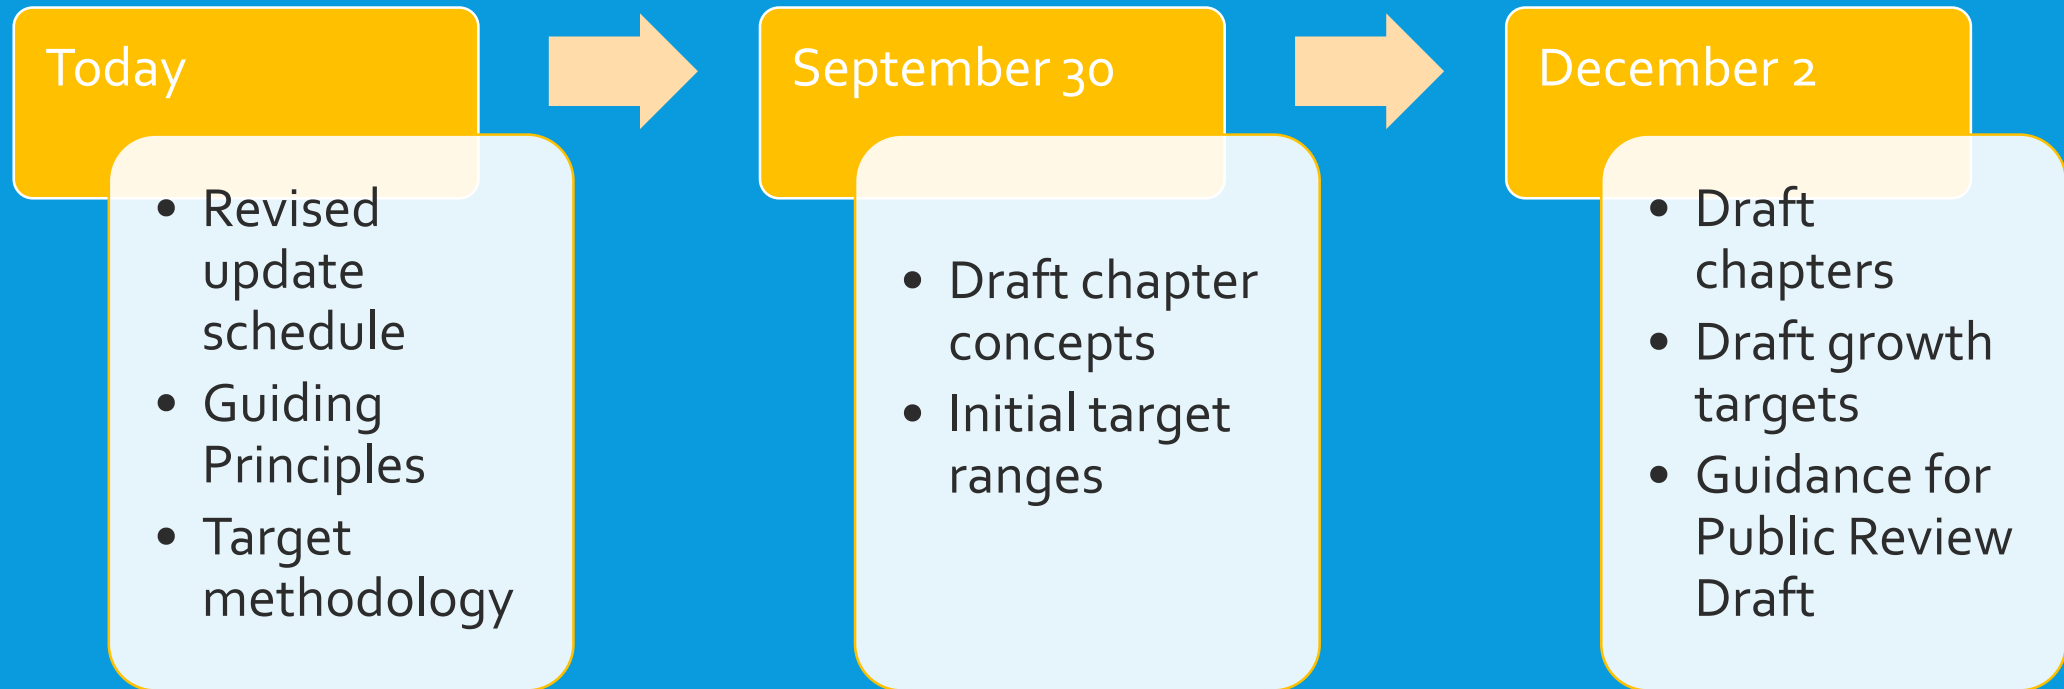 Today
• Revised
update
schedule
• Guiding
Principles
• Target
methodology
September 30
• Draft chapter
concepts
• Initial target
ranges
December 2
• Draft
chapters
• Draft growth
targets
• Guidance for
Public Review
Draft